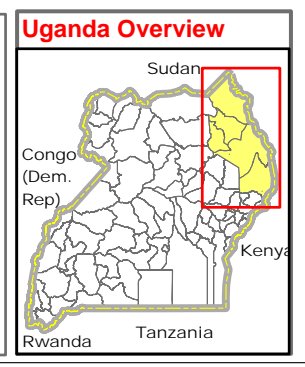 Uganda Overview
Sudan
Congo
(Dem.
Rep)
Kenya
Tanzania
Rwanda